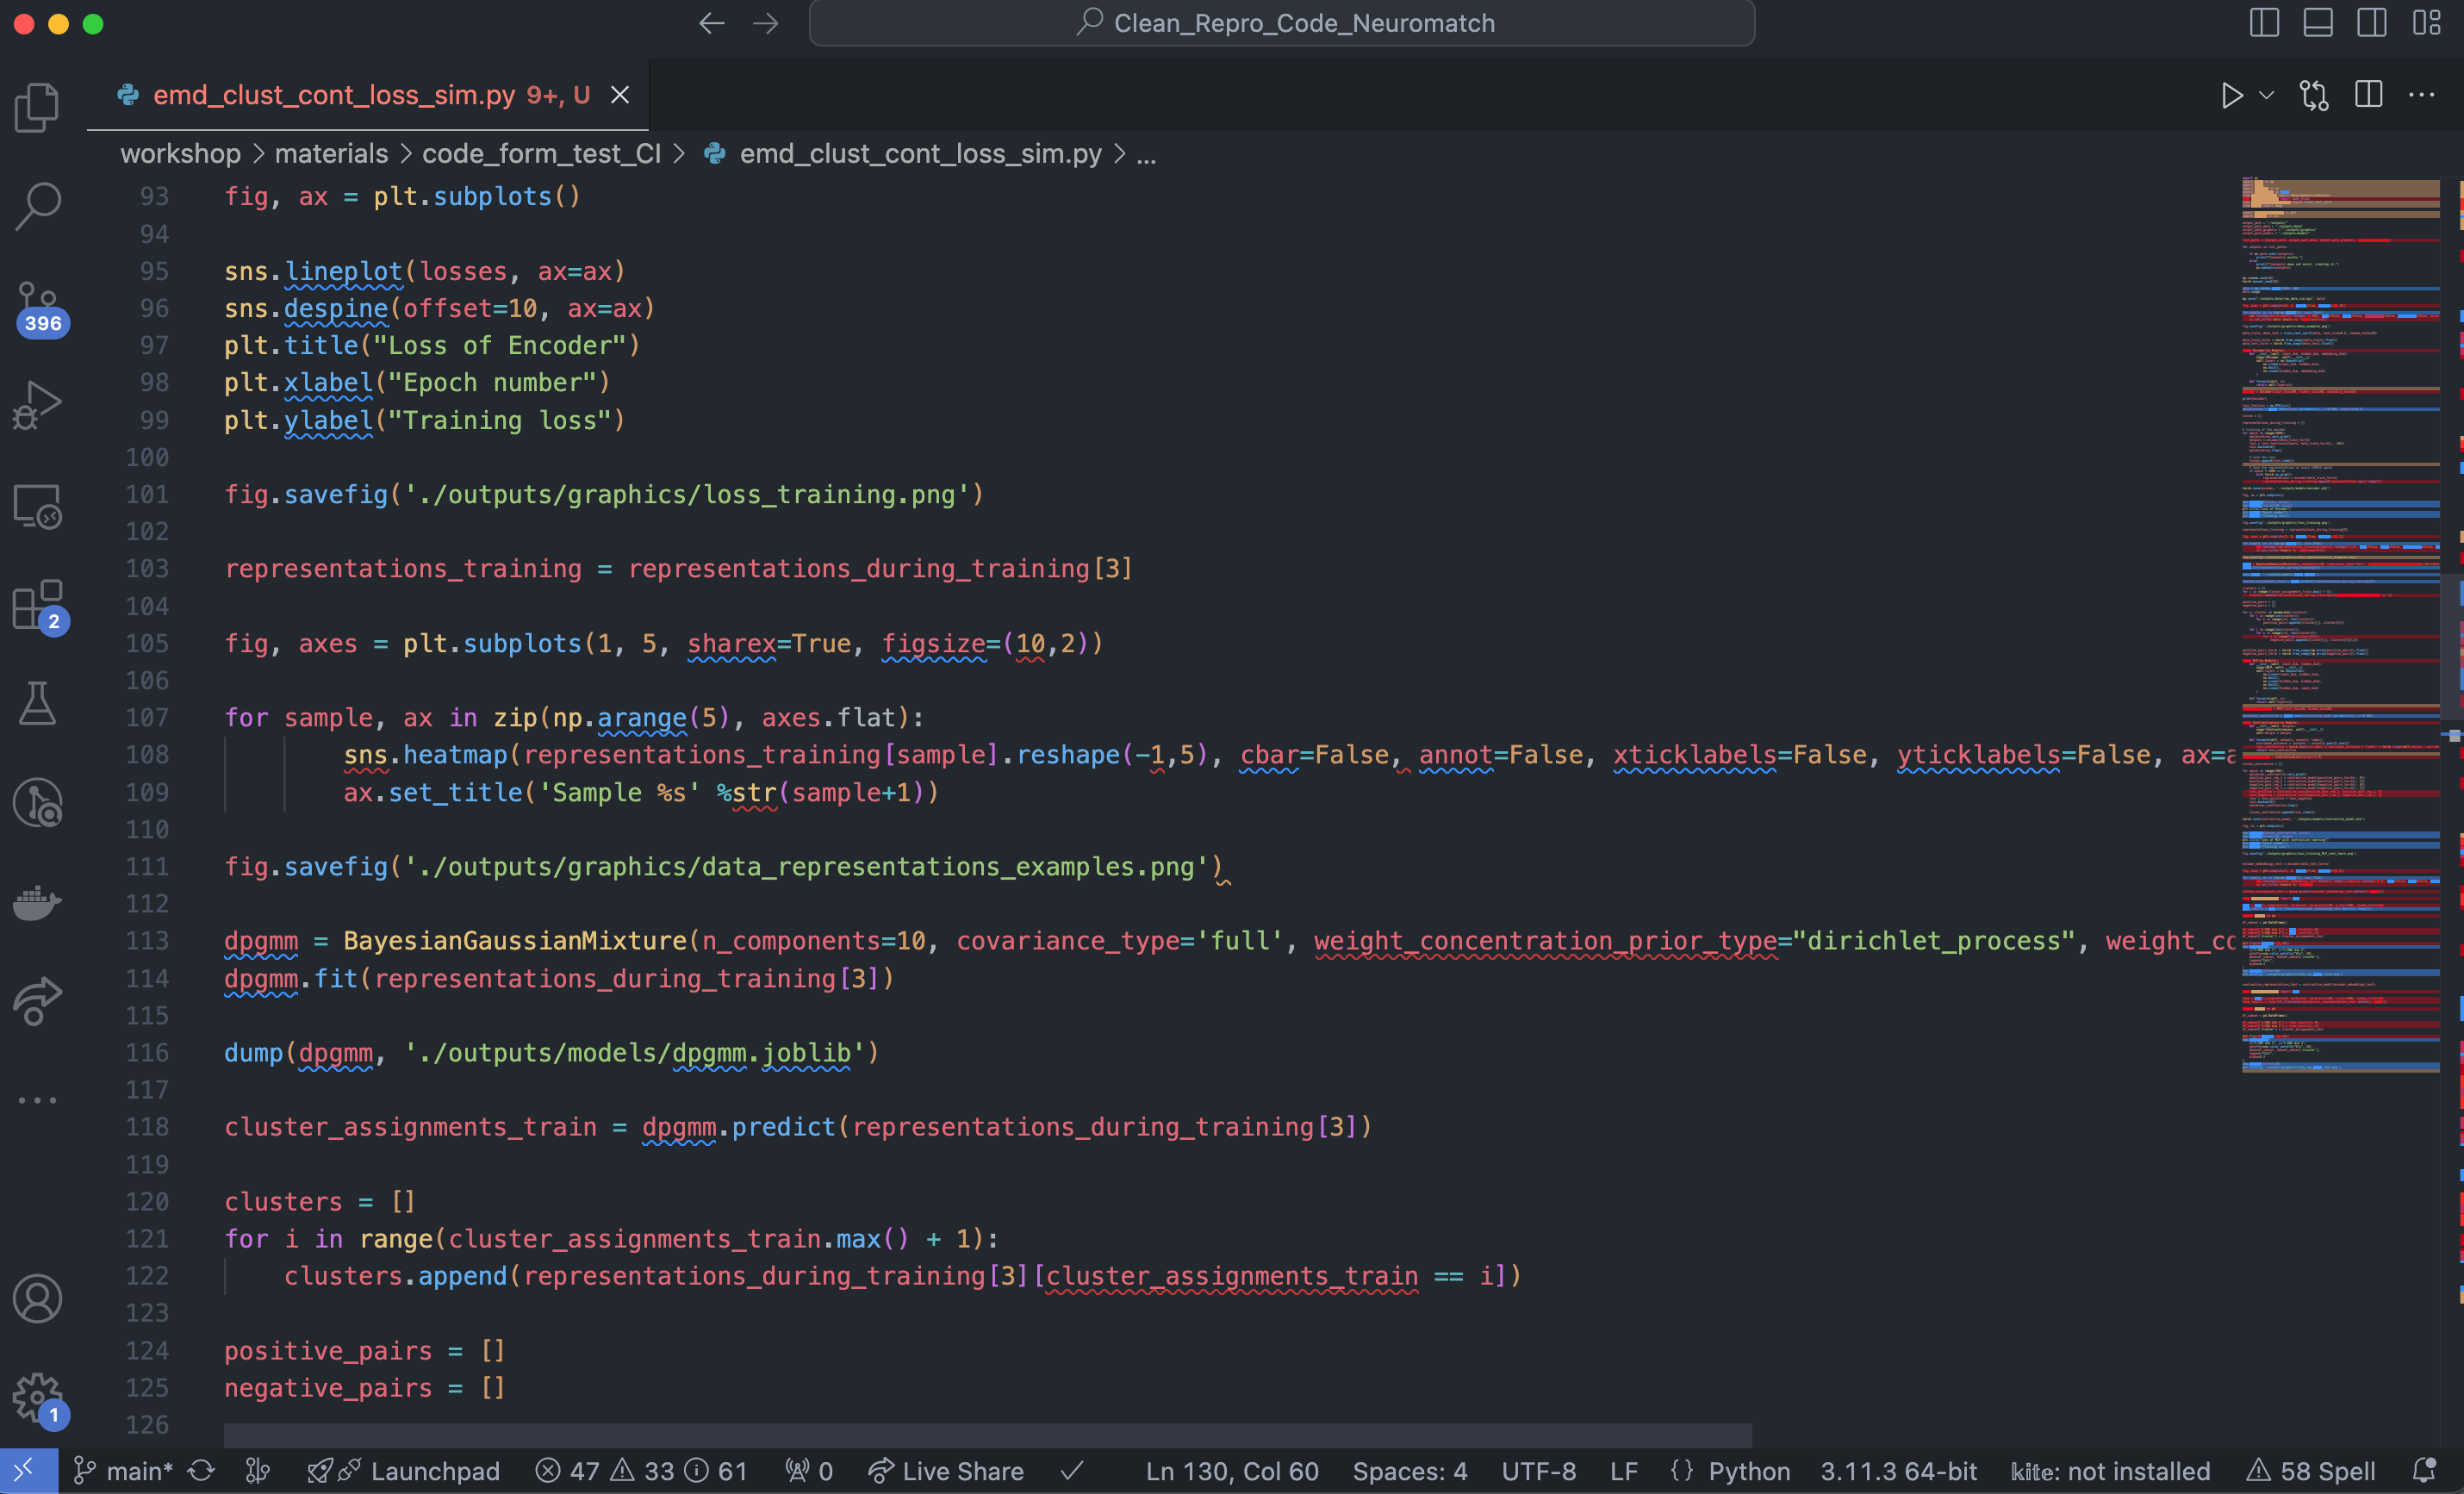 Clean_Repro_Code_Neuromatch
emd_clust_cont_loss_sim.py 9+, U
workshop > materials > code_form_test_CI > emd_clust_cont_loss_sim.py > ...
93 fig, ax = plt.subplots()
94
95 sns.lineplot(losses, ax=ax)
96 sns.despine(offset=10, ax=ax)
97 plt.title("Loss of Encoder")
98 plt.xlabel("Epoch number")
99 plt.ylabel("Training loss")
100
101 fig.savefig('./outputs/graphics/loss_training.png')
102
103 representations_training = representations_during_training[3]
104
105 fig, axes = plt.subplots(1, 5, sharex=True, figsize=(10,2))
106
107 for sample, ax in zip(np.arange(5), axes.flat):
108 sns.heatmap(representations_training[sample].reshape(-1,5), cbar=False, annot=False, xticklabels=False, yticklabels=False, ax=a
109 ax.set_title('Sample %s' %str(sample+1))
110
111 fig.savefig('./outputs/graphics/data_representations_examples.png')
112
113 dpgmm = BayesianGaussianMixture(n_components=10, covariance_type='full', weight_concentration_prior_type="dirichlet_process", weight_co
114 dpgmm.fit(representations_during_training[3])
115
116 dump(dpgmm, './outputs/models/dpgmm.joblib')
117
118 cluster_assignments_train = dpgmm.predict(representations_during_training[3])
119
120 clusters = []
121 for i in range(cluster_assignments_train.max() + 1):
122 clusters.append(representations_during_training[3][cluster_assignments_train == i])
123
124 positive_pairs = []
125 negative_pairs = []
126
396
2
1
main* Launchpad 47 33 61 0 Live Share Ln 130, Col 60 Spaces: 4 UTF-8 LF {} Python 3.11.3 64-bit kite: not installed 58 Spell